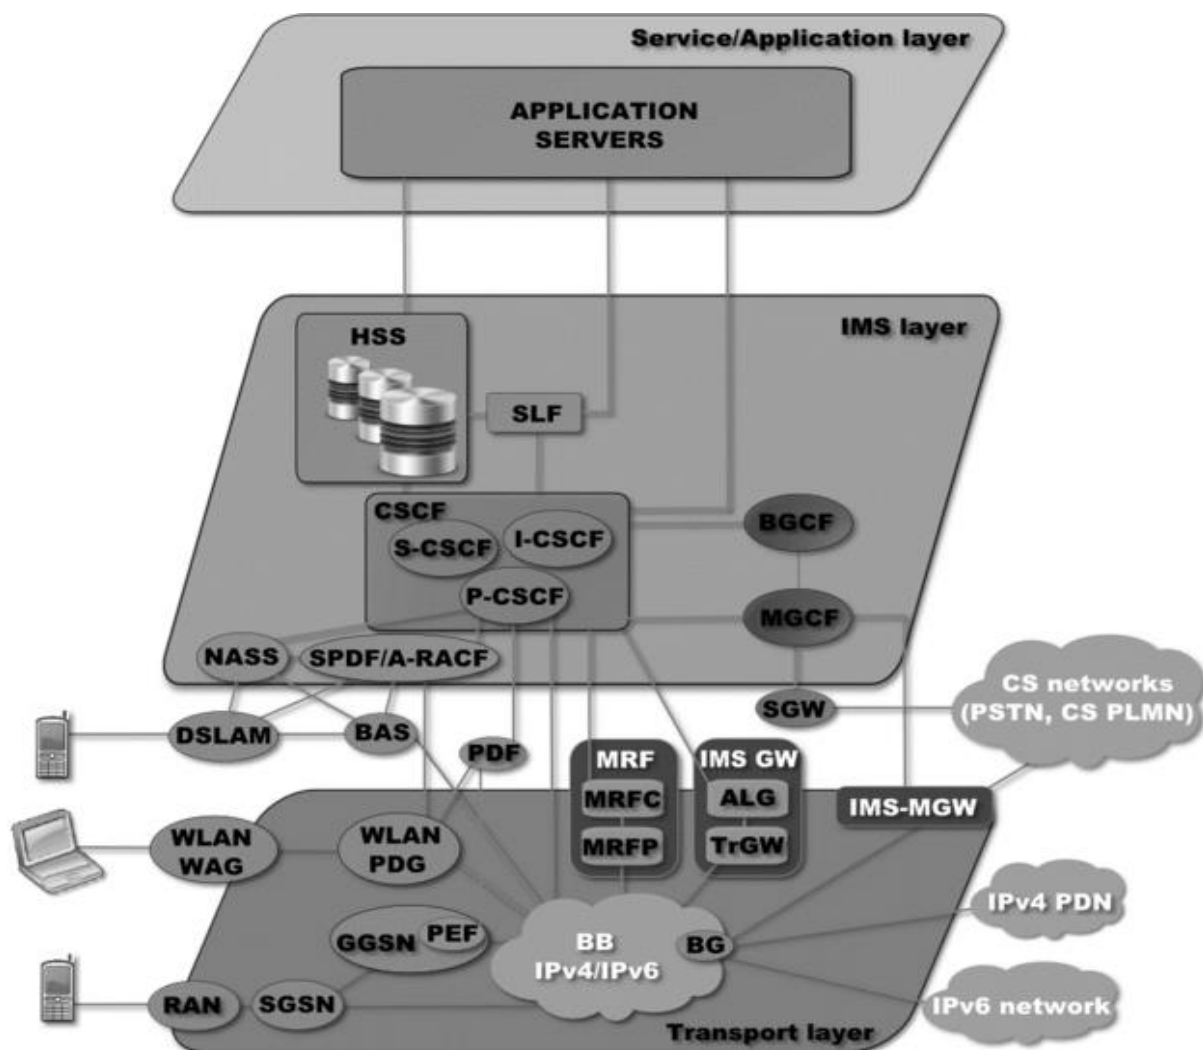 Service/Application layer
APPLICATION
SERVERS
IMS layer
HSS
SLF
CSCF
S-CSCF
I-CSCF
P-CSCF
BGCF
MGCF
NASS
SPDF/A-RACF
CS networks
(PSTN, CS PLMN)
SGW
DSLAM
BAS
PDF
MRF
MRFC
MRFP
IMS GW
ALG
TrGW
IMS-MGW
WLAN
WAG
WLAN
PDG
IPv4 PDN
GGSN
PEF
BB
IPv4/IPv6
BG
RAN
SGSN
IPv6 network
Transport layer